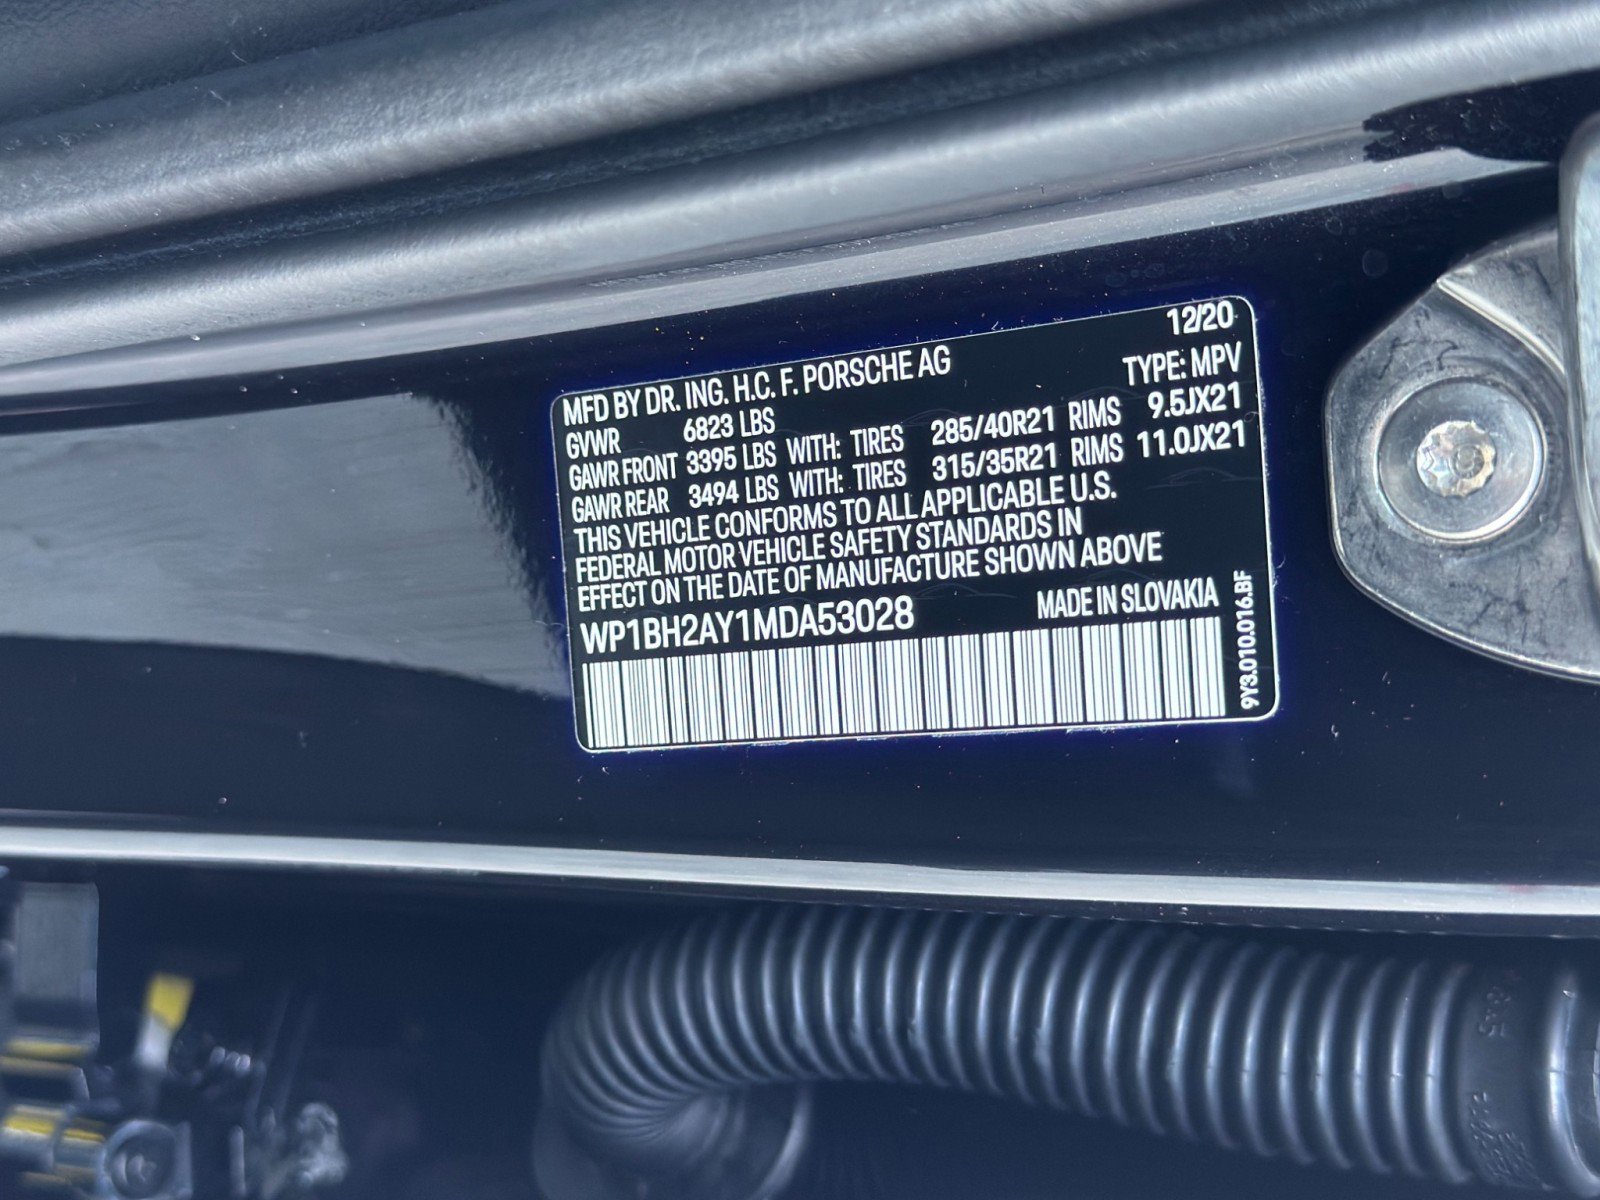 12/20
MFD BY DR. ING. H.C. F. PORSCHE AG
TYPE: MPV
GVWR 6823 LBS
GAWR FRONT 3395 LBS WITH: TIRES 285/40R21 RIMS 9.5JX21
GAWR REAR 3494 LBS WITH: TIRES 315/35R21 RIMS 11.0JX21
THIS VEHICLE CONFORMS TO ALL APPLICABLE U.S.
FEDERAL MOTOR VEHICLE SAFETY STANDARDS IN
EFFECT ON THE DATE OF MANUFACTURE SHOWN ABOVE
WP1BH2AY1MDA53028 MADE IN SLOVAKIA
9Y3.010.016.BF